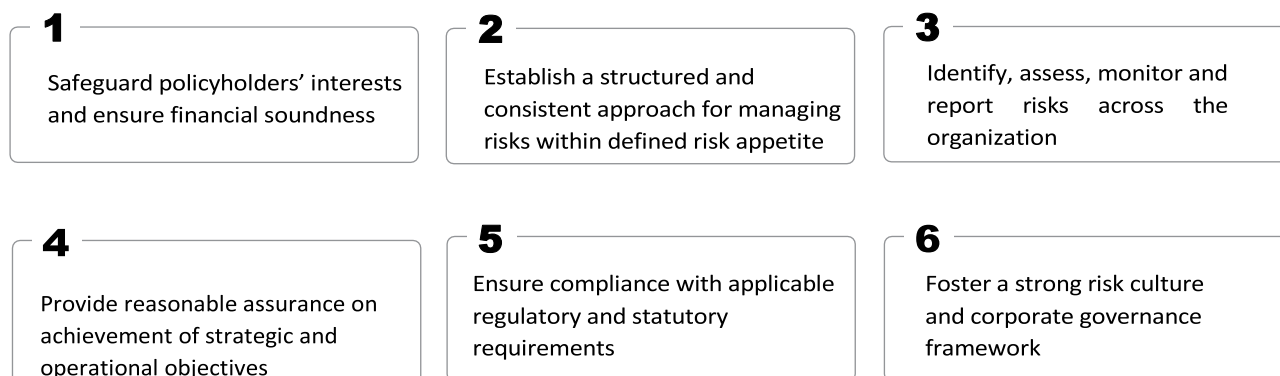 1
Safeguard policyholders’ interests
and ensure financial soundness
2
Establish a structured and
consistent approach for managing
risks within defined risk appetite
3
Identify, assess, monitor and
report risks across the
organization
4
Provide reasonable assurance on
achievement of strategic and
operational objectives
5
Ensure compliance with applicable
regulatory and statutory
requirements
6
Foster a strong risk culture
and corporate governance
framework